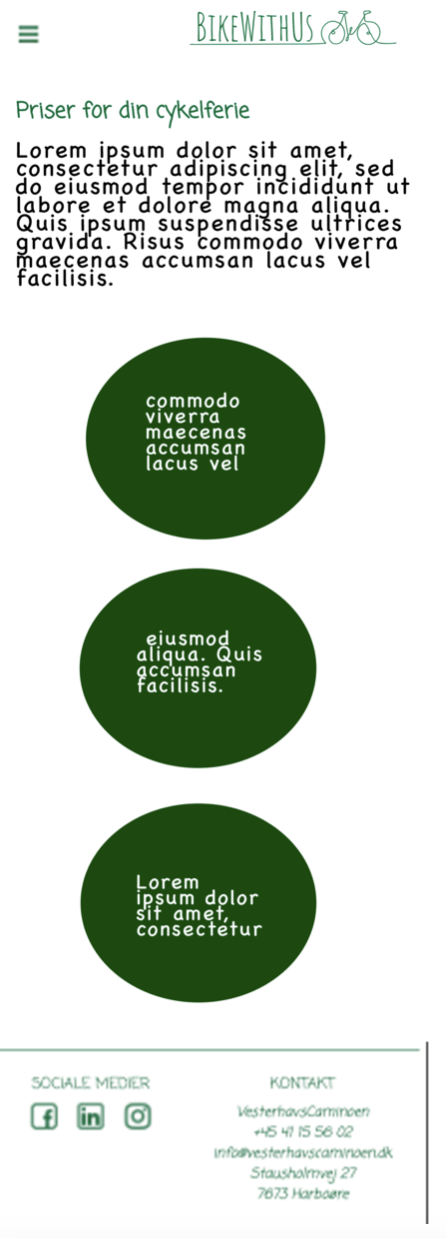 BIKEWITHUS
Priser for din cykelferie
Lorem ipsum dolor sit amet,
consectetur adipiscing elit, sed
do eiusmod tempor incididunt ut
labore et dolore magna aliqua.
Quis ipsum suspendisse ultrices
gravida. Risus commodo viverra
maecenas accumsan lacus vel
facilisis.
commodo
viverra
maecenas
accumsan
lacus vel
eiusmod
aliqua. Quis
accumsan
facilisis.
Lorem
ipsum dolor
sit amet,
consectetur
SOCIALE MEDIER
f in
KONTAKT
VesterhavsCaminoen
+45 41 15 56 02
info@vesterhavscaminoen.dk
Stausholmvej 27
7673 Harboøre